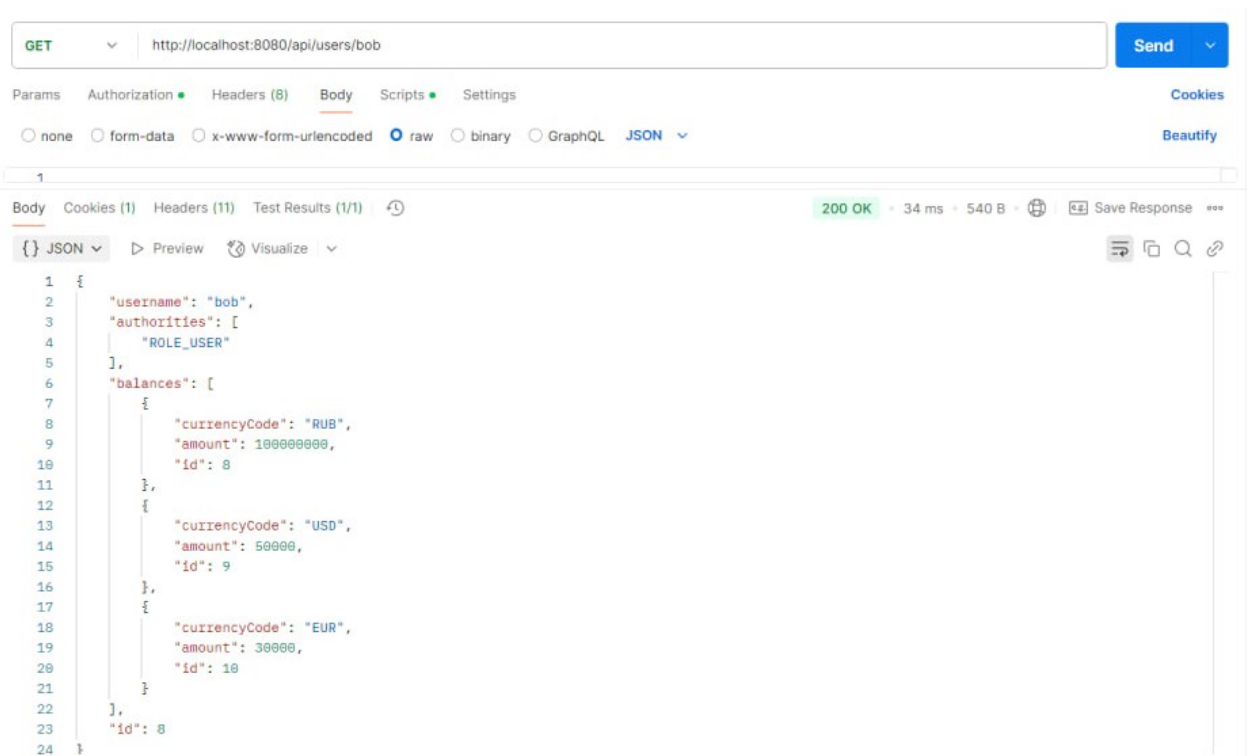 GET http://localhost:8080/api/users/bob Send
Params Authorization Headers (8) Body Scripts Settings Cookies
none form-data x-www-form-urlencoded raw binary GraphQL JSON Beautify
1
Body Cookies (1) Headers (11) Test Results (1/1) 200 OK 34 ms 540 B e.g. Save Response
{} JSON Preview Visualize
1 {
2 "username": "bob",
3 "authorities": [
4 "ROLE_USER"
5 ],
6 "balances": [
7 {
8 "currencyCode": "RUB",
9 "amount": 100000000,
10 "id": 8
11 },
12 {
13 "currencyCode": "USD",
14 "amount": 50000,
15 "id": 9
16 },
17 {
18 "currencyCode": "EUR",
19 "amount": 30000,
20 "id": 10
21 }
22 ],
23 "id": 8
24 }